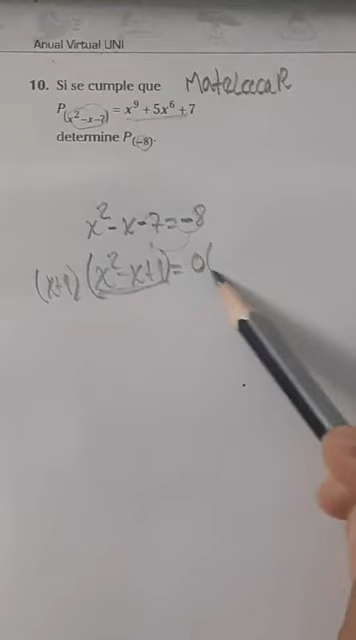 Anual Virtual UNI
10. Si se cumple que MateLucaR
P(x²-x-7) = x⁹ + 5x⁶ + 7
determine P(-8).
x² - x - 7 = -8
(x+1) (x² - x + 1) = 0(